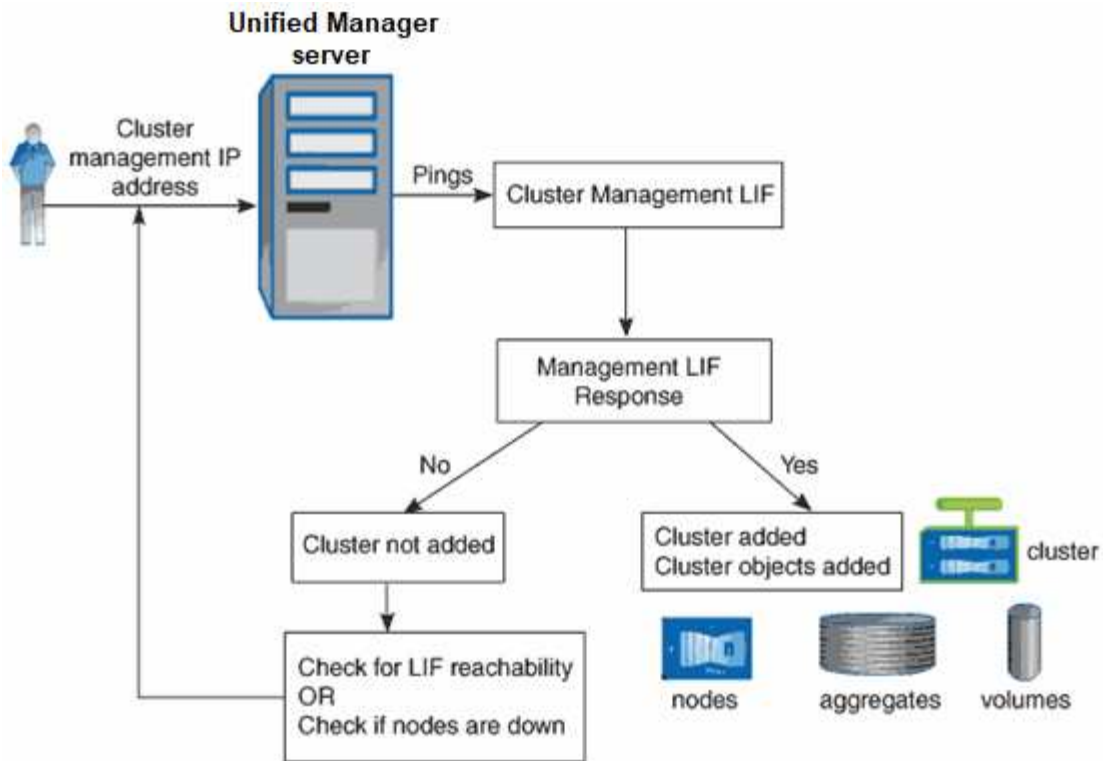 Unified Manager
server
Cluster
management IP
address
Pings
Cluster Management LIF
Management LIF
Response
No
Yes
Cluster not added
Cluster added
Cluster objects added
cluster
Check for LIF reachability
OR
Check if nodes are down
nodes
aggregates
volumes